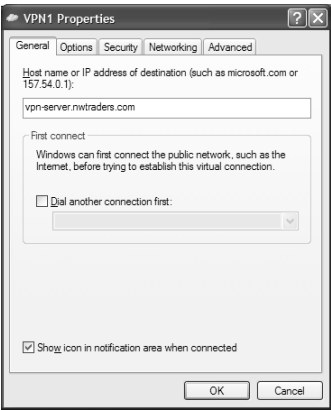 VPN1 Properties
General Options Security Networking Advanced
Host name or IP address of destination (such as microsoft.com or
157.54.0.1):
vpn-server.nwtraders.com
First connect
Windows can first connect the public network, such as the
Internet, before trying to establish this virtual connection.
Dial another connection first:
Show icon in notification area when connected
OK Cancel